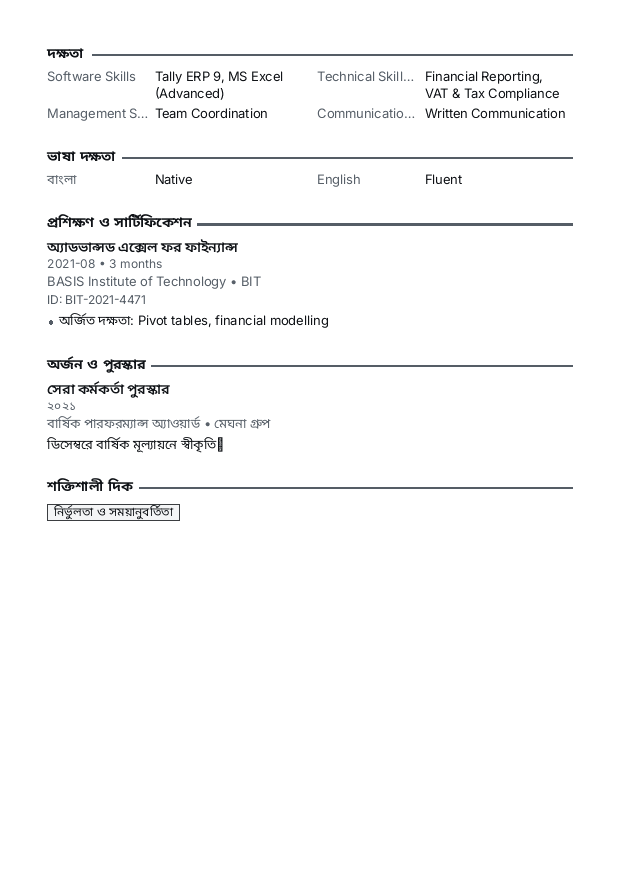 দক্ষতা
Software Skills Tally ERP 9, MS Excel (Advanced) Technical Skill... Financial Reporting, VAT & Tax Compliance
Management S... Team Coordination Communicatio... Written Communication
ভাষা দক্ষতা
বাংলা Native English Fluent
প্রশিক্ষণ ও সার্টিফিকেশন
অ্যাডভান্সড এক্সেল ফর ফাইন্যান্স
2021-08 • 3 months
BASIS Institute of Technology • BIT
ID: BIT-2021-4471
• অর্জিত দক্ষতা: Pivot tables, financial modelling
অর্জন ও পুরস্কার
সেরা কর্মকর্তা পুরস্কার
২০২১
বার্ষিক পারফরম্যান্স অ্যাওয়ার্ড • মেঘনা গ্রুপ
ডিসেম্বরে বার্ষিক মূল্যায়নে স্বীকৃতি
শক্তিশালী দিক
নির্ভুলতা ও সময়ানুবর্তিতা